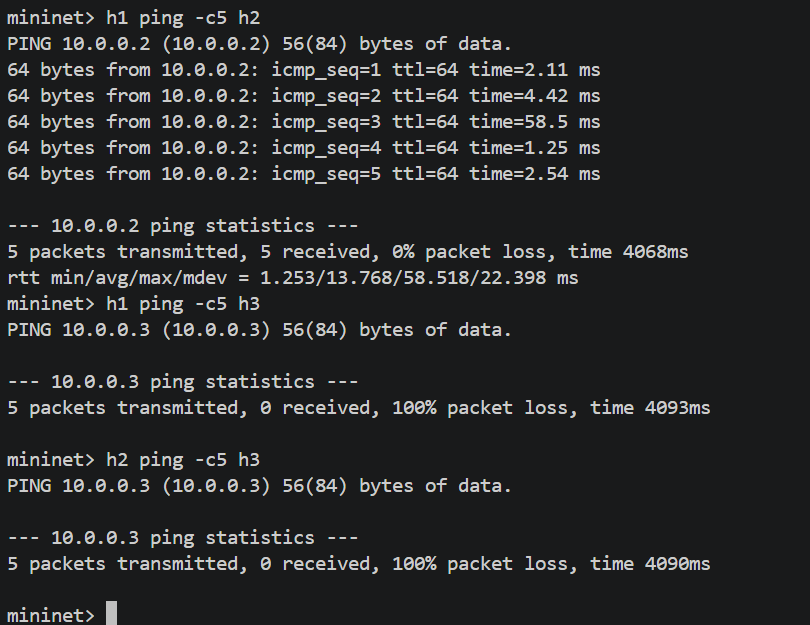 mininet> h1 ping -c5 h2
PING 10.0.0.2 (10.0.0.2) 56(84) bytes of data.
64 bytes from 10.0.0.2: icmp_seq=1 ttl=64 time=2.11 ms
64 bytes from 10.0.0.2: icmp_seq=2 ttl=64 time=4.42 ms
64 bytes from 10.0.0.2: icmp_seq=3 ttl=64 time=58.5 ms
64 bytes from 10.0.0.2: icmp_seq=4 ttl=64 time=1.25 ms
64 bytes from 10.0.0.2: icmp_seq=5 ttl=64 time=2.54 ms
--- 10.0.0.2 ping statistics ---
5 packets transmitted, 5 received, 0% packet loss, time 4068ms
rtt min/avg/max/mdev = 1.253/13.768/58.518/22.398 ms
mininet> h1 ping -c5 h3
PING 10.0.0.3 (10.0.0.3) 56(84) bytes of data.
--- 10.0.0.3 ping statistics ---
5 packets transmitted, 0 received, 100% packet loss, time 4093ms
mininet> h2 ping -c5 h3
PING 10.0.0.3 (10.0.0.3) 56(84) bytes of data.
--- 10.0.0.3 ping statistics ---
5 packets transmitted, 0 received, 100% packet loss, time 4090ms
mininet>